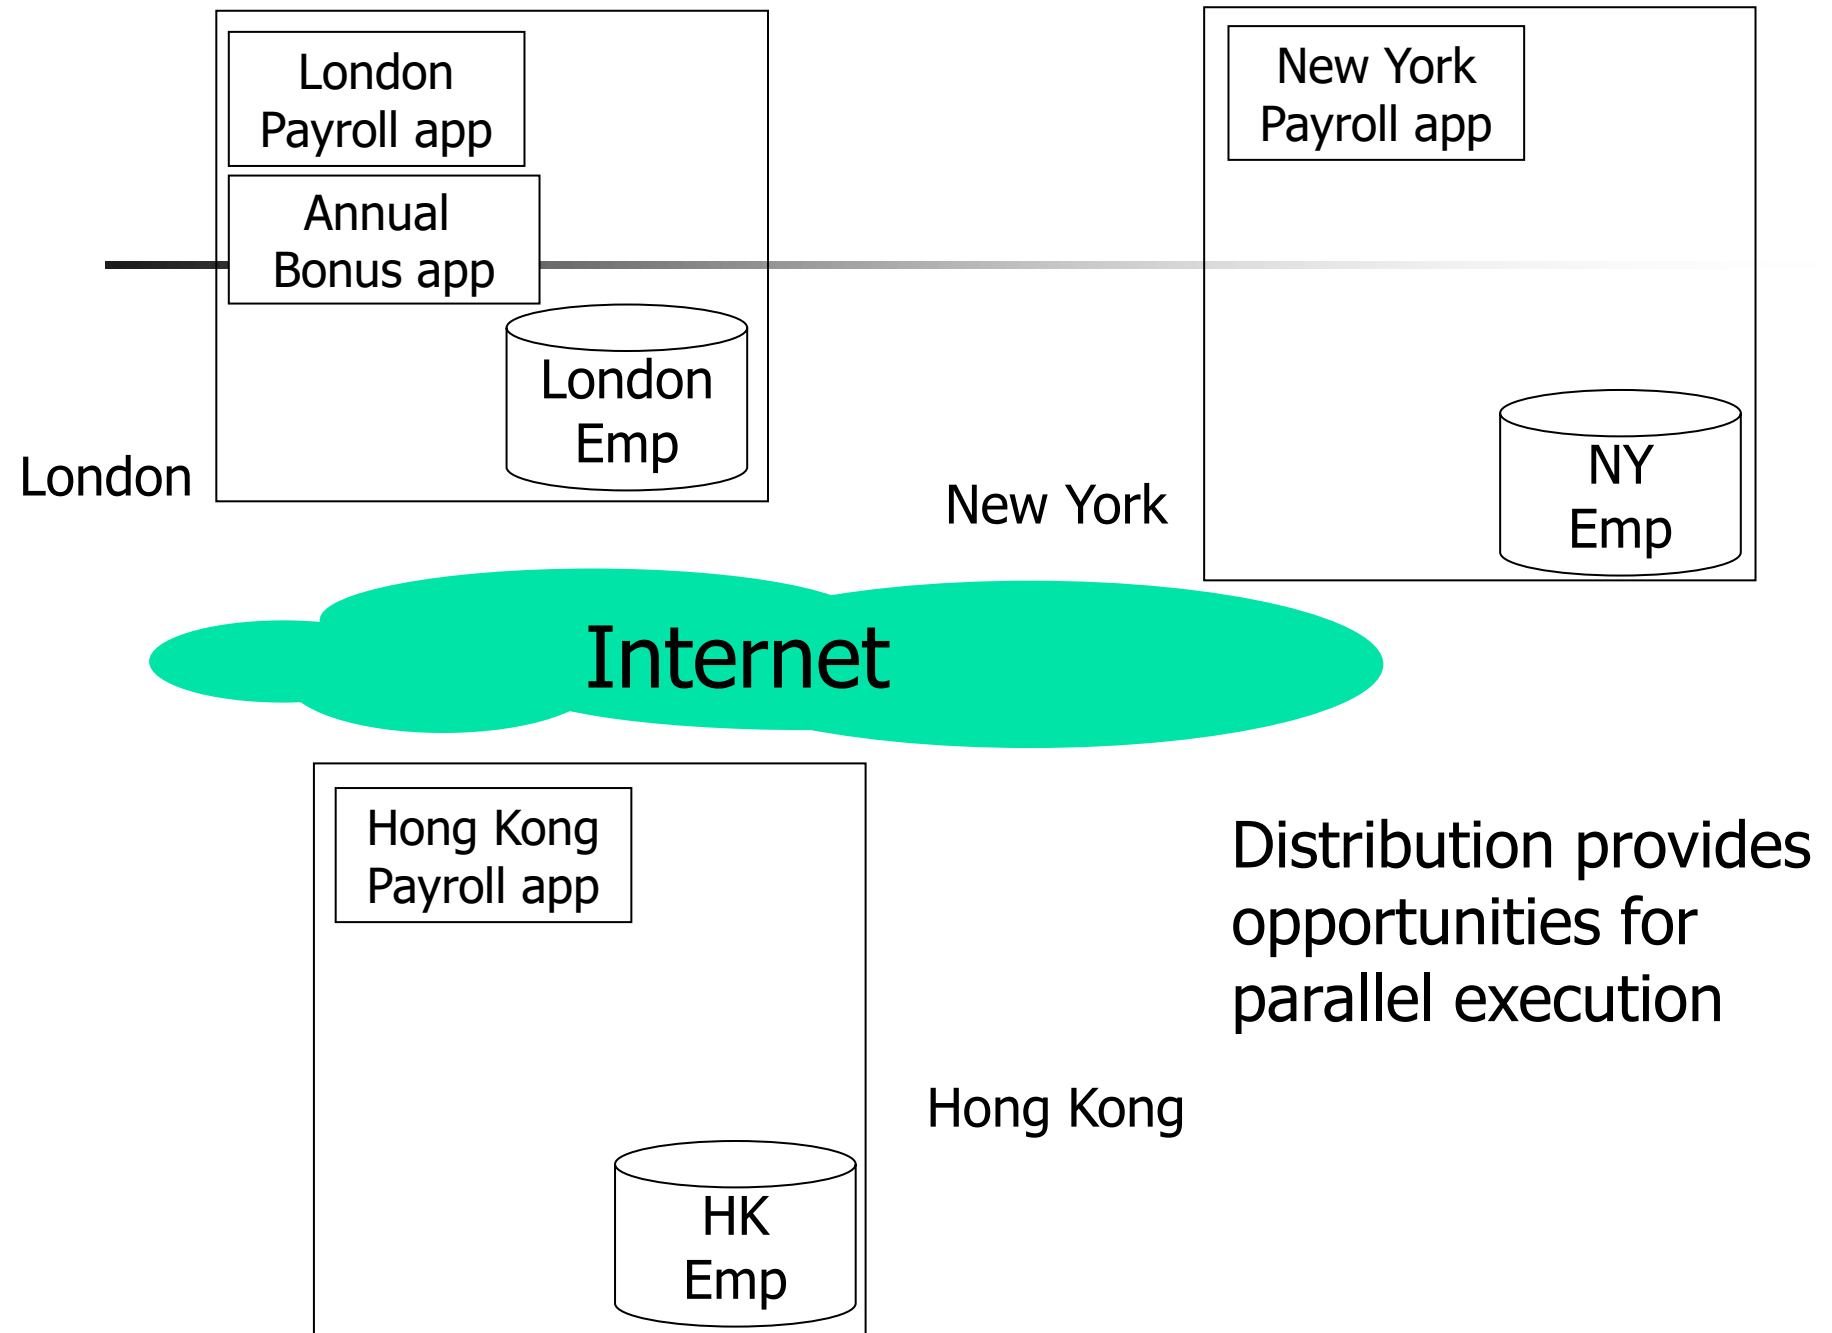 London
Payroll app
Annual
Bonus app
London
Emp
London
New York
Payroll app
NY
Emp
New York
Internet
Hong Kong
Payroll app
HK
Emp
Hong Kong
Distribution provides
opportunities for
parallel execution